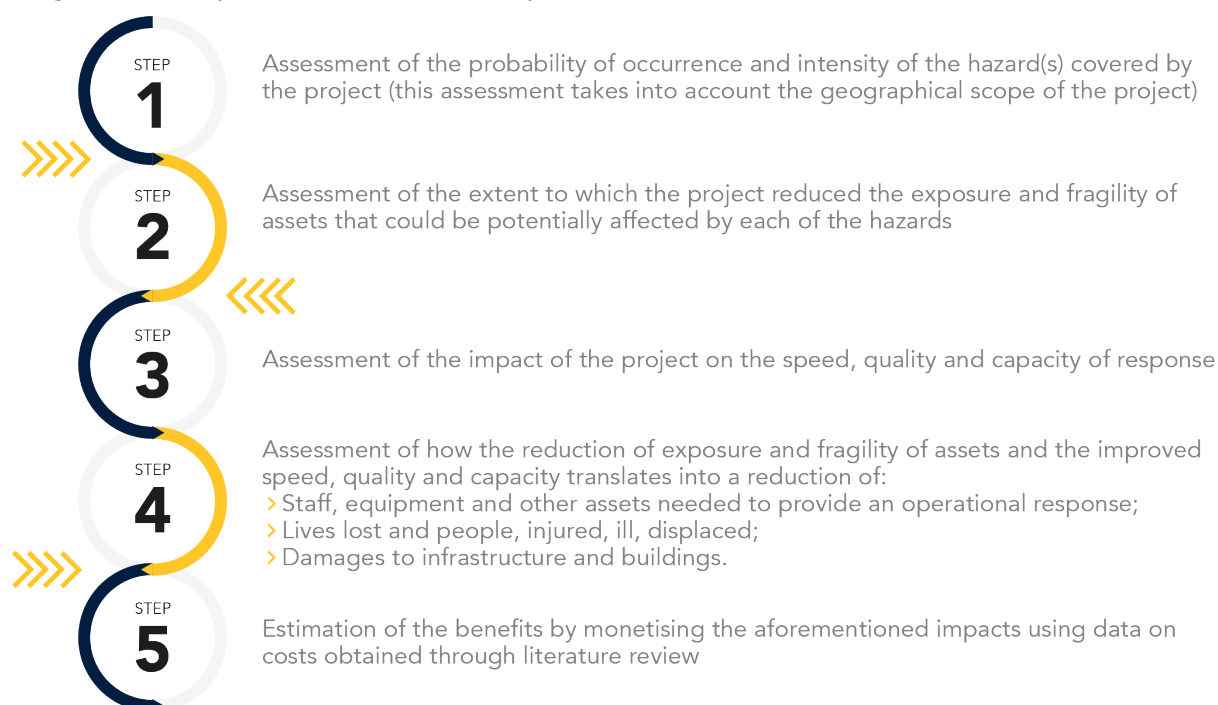 STEP
1
Assessment of the probability of occurrence and intensity of the hazard(s) covered by
the project (this assessment takes into account the geographical scope of the project)
STEP
2
Assessment of the extent to which the project reduced the exposure and fragility of
assets that could be potentially affected by each of the hazards
STEP
3
Assessment of the impact of the project on the speed, quality and capacity of response
STEP
4
Assessment of how the reduction of exposure and fragility of assets and the improved
speed, quality and capacity translates into a reduction of:
Staff, equipment and other assets needed to provide an operational response;
Lives lost and people, injured, ill, displaced;
Damages to infrastructure and buildings.
STEP
5
Estimation of the benefits by monetising the aforementioned impacts using data on
costs obtained through literature review